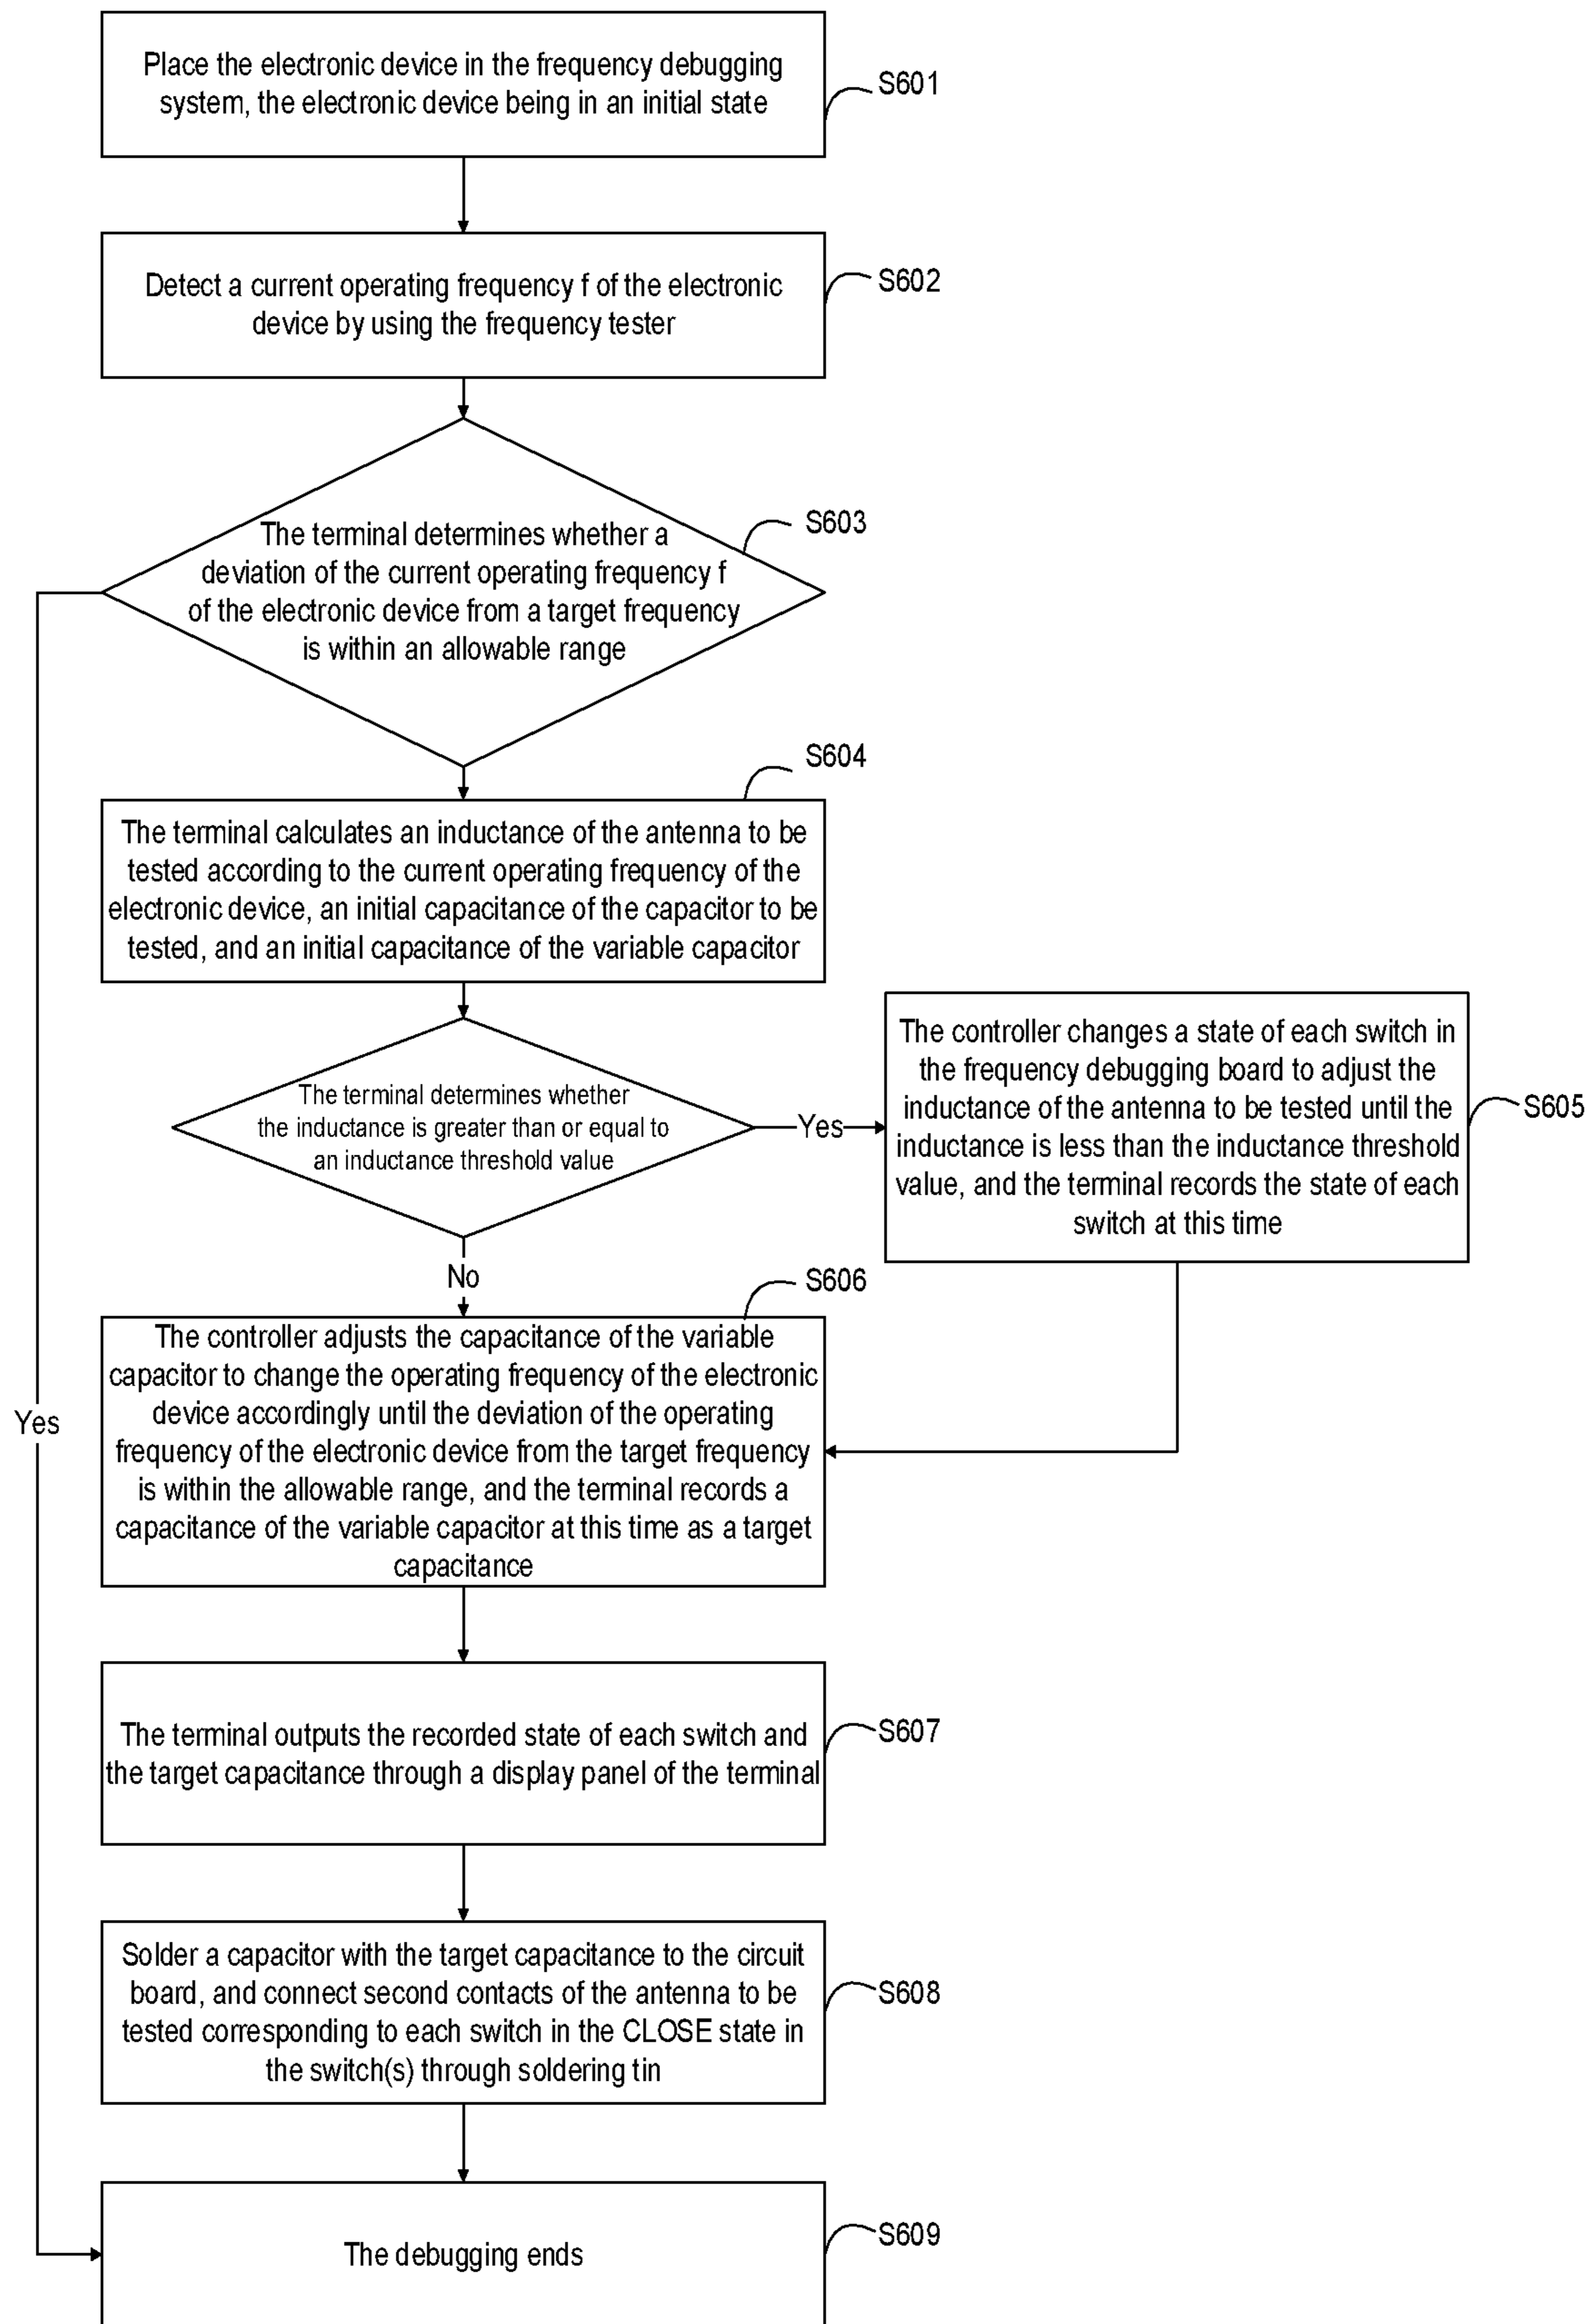 Place the electronic device in the frequency debugging
system, the electronic device being in an initial state
S601
Detect a current operating frequency f of the electronic
device by using the frequency tester
S602
The terminal determines whether a
deviation of the current operating frequency f
of the electronic device from a target frequency
is within an allowable range
S603
S604
The terminal calculates an inductance of the antenna to be
tested according to the current operating frequency of the
electronic device, an initial capacitance of the capacitor to be
tested, and an initial capacitance of the variable capacitor
The terminal determines whether
the inductance is greater than or equal to
an inductance threshold value
Yes
The controller changes a state of each switch in
the frequency debugging board to adjust the
inductance of the antenna to be tested until the
inductance is less than the inductance threshold
value, and the terminal records the state of each
switch at this time
S605
No
S606
The controller adjusts the capacitance of the variable
capacitor to change the operating frequency of the electronic
device accordingly until the deviation of the operating
frequency of the electronic device from the target frequency
is within the allowable range, and the terminal records a
capacitance of the variable capacitor at this time as a target
capacitance
Yes
The terminal outputs the recorded state of each switch and
the target capacitance through a display panel of the terminal
S607
Solder a capacitor with the target capacitance to the circuit
board, and connect second contacts of the antenna to be
tested corresponding to each switch in the CLOSE state in
the switch(s) through soldering tin
S608
The debugging ends
S609